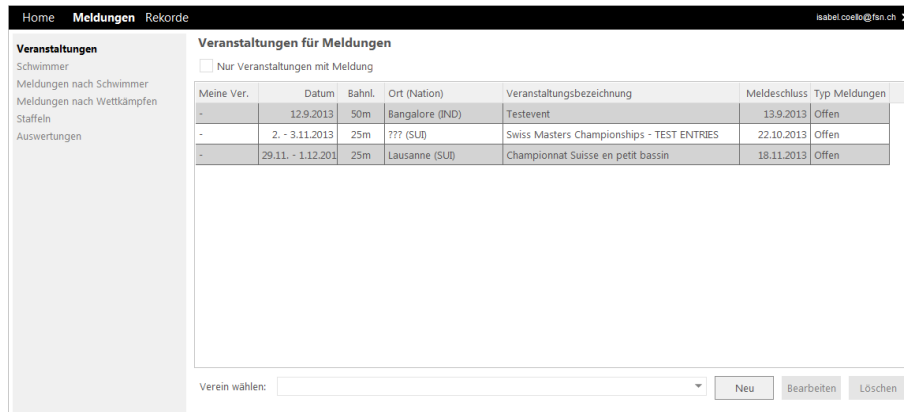 Home Meldungen Rekorde isabel.coello@fsn.ch
Veranstaltungen
Schwimmer
Meldungen nach Schwimmer
Meldungen nach Wettkämpfen
Staffeln
Auswertungen
Veranstaltungen für Meldungen
Nur Veranstaltungen mit Meldung
Meine Ver. Datum Bahnl. Ort (Nation) Veranstaltungsbezeichnung Meldeschluss Typ Meldungen
- 12.9.2013 50m Bangalore (IND) Testevent 13.9.2013 Offen
- 2. - 3.11.2013 25m ??? (SUI) Swiss Masters Championships - TEST ENTRIES 22.10.2013 Offen
- 29.11. - 1.12.201 25m Lausanne (SUI) Championnat Suisse en petit bassin 18.11.2013 Offen
Verein wählen: Neu Bearbeiten Löschen